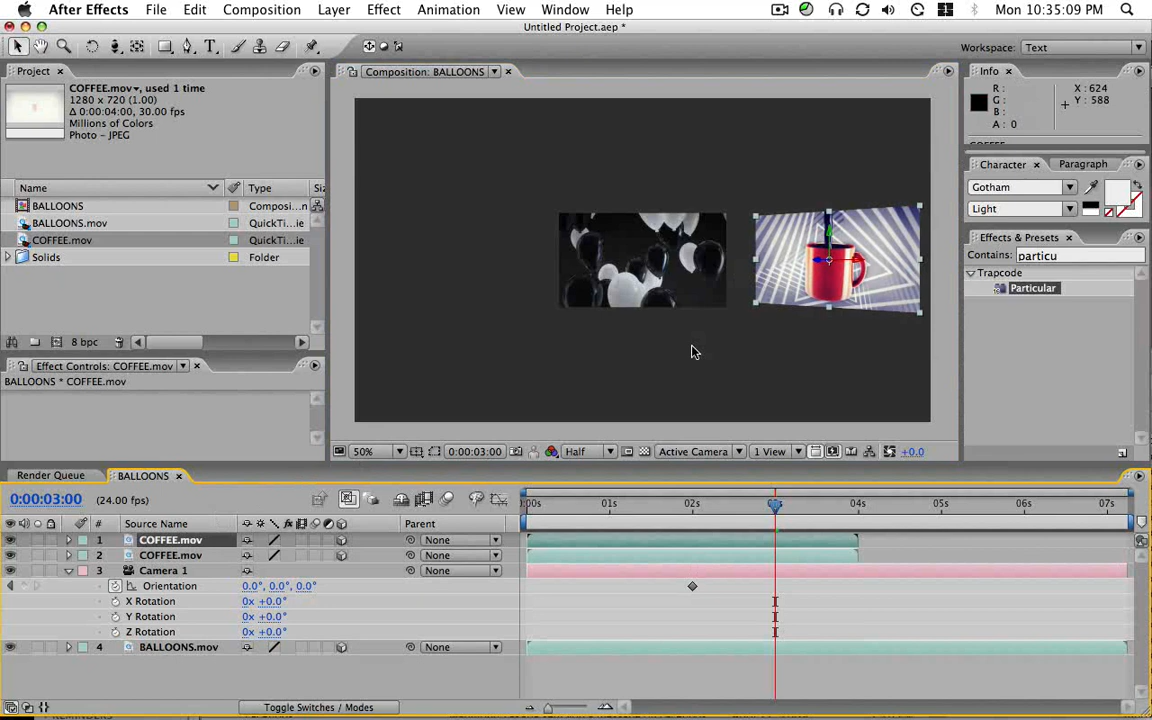 After Effects File Edit Composition Layer Effect Animation View Window Help Mon 10:35:09 PM
Untitled Project.aep *
T Workspace: Text
Project Composition: BALLOONS Info
COFFEE.mov, used 1 time
1280 x 720 (1.00)
Δ 0:00:04:00, 30.00 fps
Millions of Colors
Photo - JPEG
R :
G :
B :
A : 0
X : 624
Y : 588
Character Paragraph
Gotham
Light
Name Type Siz
BALLOONS Composi...n
BALLOONS.mov QuickTi...ie
COFFEE.mov QuickTi...ie
Solids Folder
Effects & Presets
Contains: particu
Trapcode
Particular
8 bpc
Effect Controls: COFFEE.mov
BALLOONS * COFFEE.mov
50% 0:00:03:00 Half Active Camera 1 View +0.0
Render Queue BALLOONS
0:00:03:00 (24.00 fps)
:00s 01s 02s 03s 04s 05s 06s 07s
# Source Name Parent
1 COFFEE.mov None
2 COFFEE.mov None
3 Camera 1 None
Orientation 0.0°, 0.0°, 0.0°
X Rotation 0x +0.0°
Y Rotation 0x +0.0°
Z Rotation 0x +0.0°
4 BALLOONS.mov None
Toggle Switches / Modes